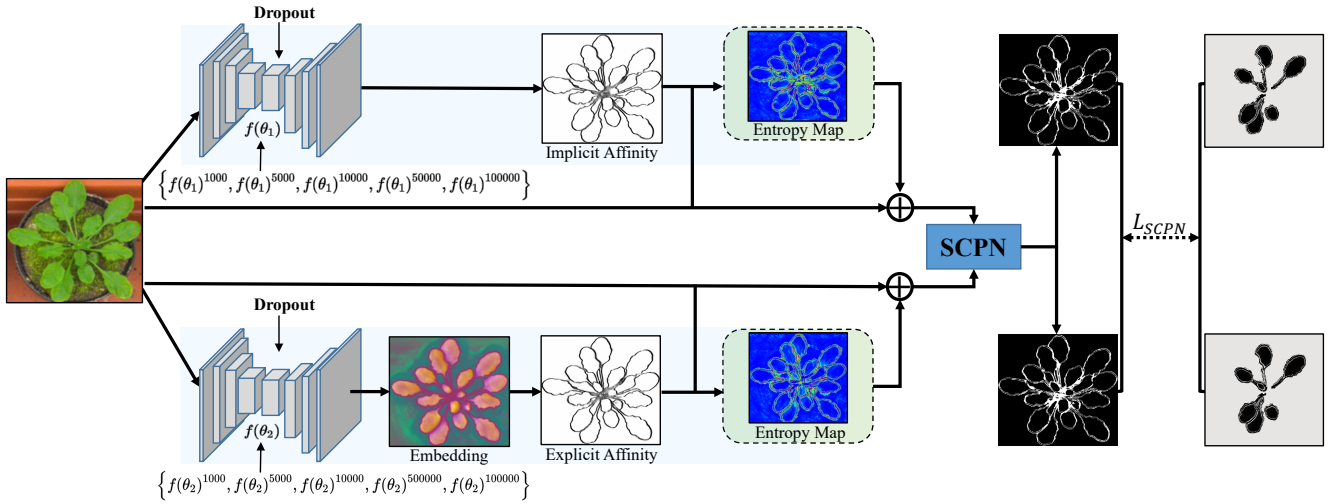 Dropout
f(θ₁)
Implicit Affinity
Entropy Map
{f(θ₁)¹⁰⁰⁰, f(θ₁)⁵⁰⁰⁰, f(θ₁)¹⁰⁰⁰⁰, f(θ₁)⁵⁰⁰⁰⁰, f(θ₁)¹⁰⁰⁰⁰⁰}
SCPN
L_SCPN
Dropout
f(θ₂)
Embedding
Explicit Affinity
Entropy Map
{f(θ₂)¹⁰⁰⁰, f(θ₂)⁵⁰⁰⁰, f(θ₂)¹⁰⁰⁰⁰, f(θ₂)⁵⁰⁰⁰⁰⁰, f(θ₂)¹⁰⁰⁰⁰⁰}